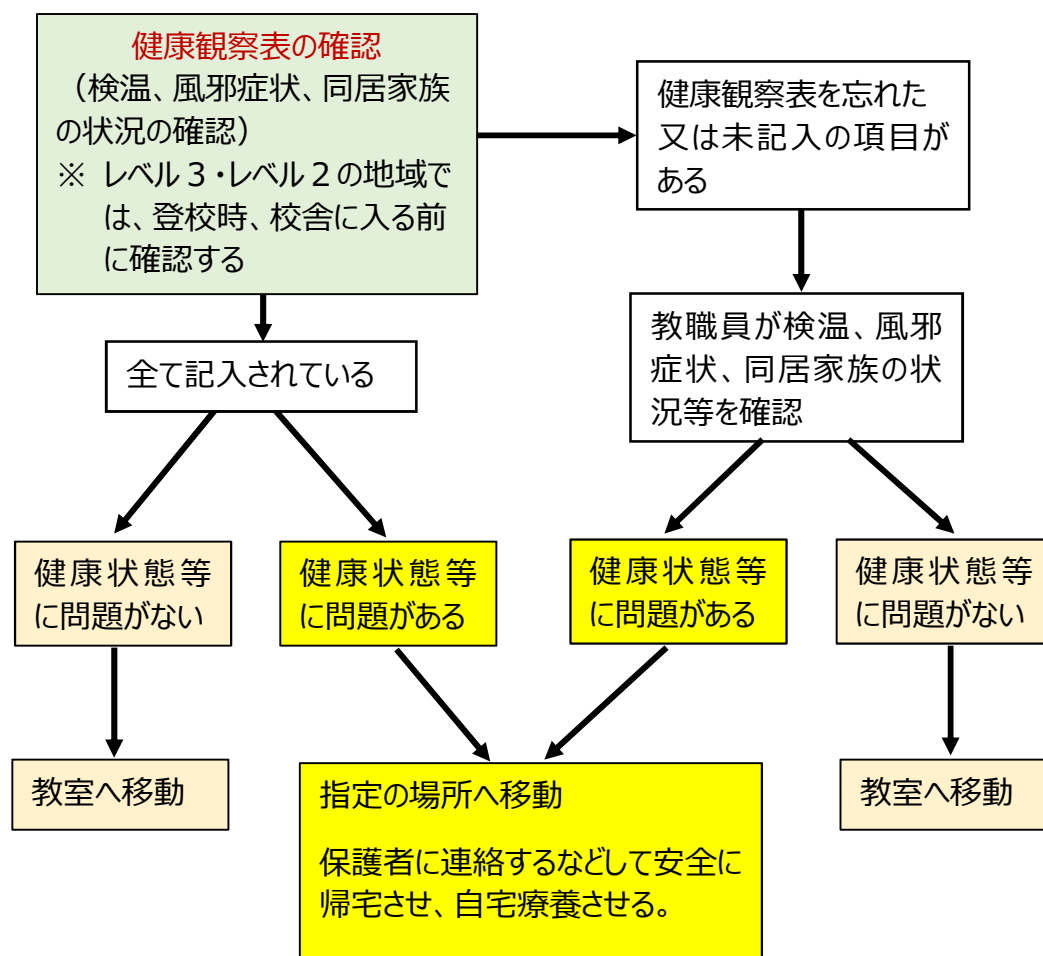 健康観察表の確認
（検温、風邪症状、同居家族
の状況の確認）
※ レベル３・レベル２の地域で
は、登校時、校舎に入る前
に確認する
健康観察表を忘れた
又は未記入の項目が
ある
全て記入されている
教職員が検温、風邪
症状、同居家族の状
況等を確認
健康状態等
に問題がない
健康状態等
に問題がある
健康状態等
に問題がある
健康状態等
に問題がない
教室へ移動
指定の場所へ移動
保護者に連絡するなどして安全に
帰宅させ、自宅療養させる。
教室へ移動